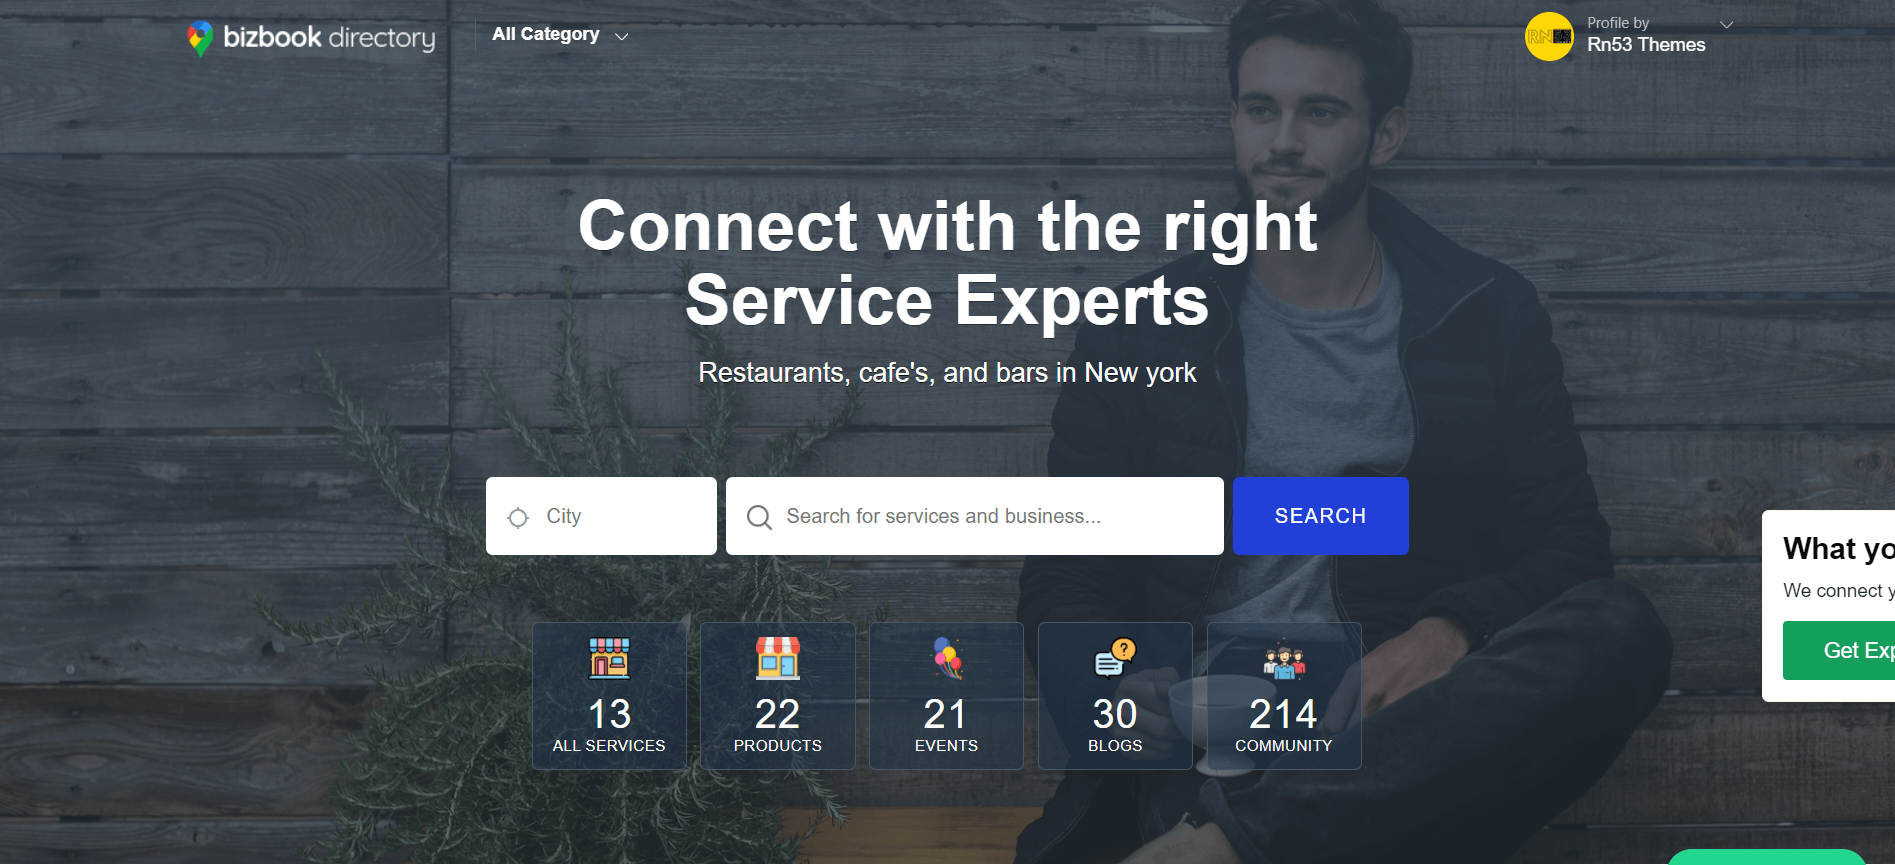 bizbook directory
All Category
Profile by
Rn53 Themes
RN53
Connect with the right
Service Experts
Restaurants, cafe's, and bars in New york
City
Search for services and business...
SEARCH
What yo
We connect y
Get Exp
13
ALL SERVICES
22
PRODUCTS
21
EVENTS
30
BLOGS
214
COMMUNITY